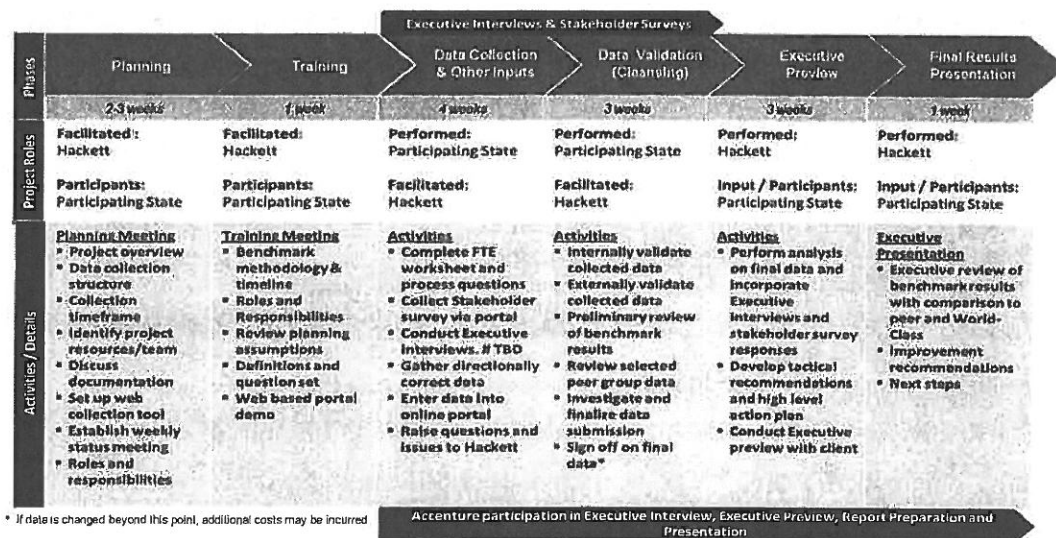 Executive Interviews & Stakeholder Surveys
Phases
Planning
Training
Data Collection
& Other Inputs
Data Validation
(Cleansing)
Executive
Preview
Final Results
Presentation
2-3 weeks
1 week
4 weeks
3 weeks
3 weeks
1 week
Project Roles
Facilitated:
Hackett
Participants:
Participating State
Facilitated:
Hackett
Participants:
Participating State
Performed:
Participating State
Facilitated:
Hackett
Performed:
Participating State
Facilitated:
Hackett
Performed:
Hackett
Input / Participants:
Participating State
Performed:
Hackett
Input / Participants:
Participating State
Activities / Details
Planning Meeting
▪ Project overview
▪ Data collection
structure
▪ Collection
timeframe
▪ Identify project
resources/team
▪ Discuss
documentation
▪ Set up web
collection tool
▪ Establish weekly
status meeting
▪ Roles and
responsibilities
Training Meeting
▪ Benchmark
methodology &
timeline
▪ Roles and
Responsibilities
▪ Review planning
assumptions
▪ Definitions and
question set
▪ Web based portal
demo
Activities
▪ Complete FTE
worksheet and
process questions
▪ Collect Stakeholder
survey via portal
▪ Conduct Executive
interviews. # TBD
▪ Gather directionally
correct data
▪ Enter data into
online portal
▪ Raise questions and
issues to Hackett
Activities
▪ Internally validate
collected data
▪ Externally validate
collected data
▪ Preliminary review
of benchmark
results
▪ Review selected
peer group data
▪ Investigate and
finalize data
submission
▪ Sign off on final
data*
Activities
▪ Perform analysis
on final data and
incorporate
Executive
Interviews and
stakeholder survey
responses
▪ Develop tactical
recommendations
and high level
action plan
▪ Conduct Executive
preview with client
Executive
Presentation
▪ Executive review of
benchmark results
with comparison to
peer and World-
Class
▪ Improvement
recommendations
▪ Next steps
* If data is changed beyond this point, additional costs may be incurred
Accenture participation in Executive Interview, Executive Preview, Report Preparation and
Presentation